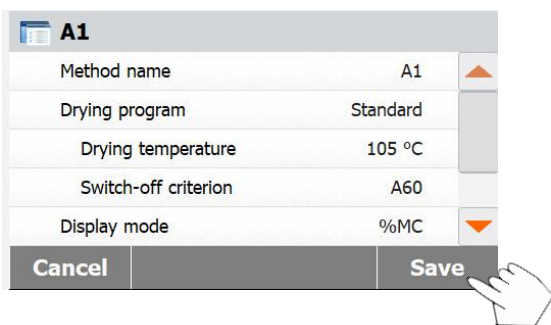 A1
Method name A1
Drying program Standard
Drying temperature 105 °C
Switch-off criterion A60
Display mode %MC
Cancel Save